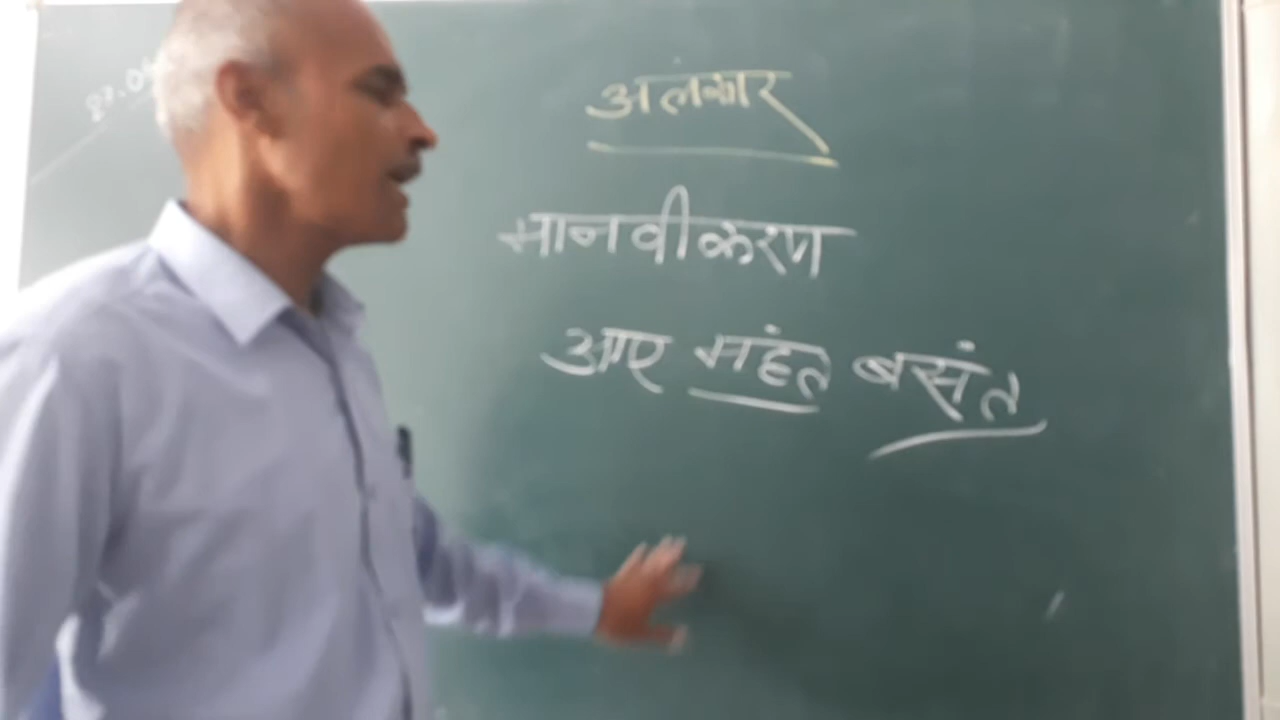 अलंकार
मानवीकरण
आए महंत बसंत